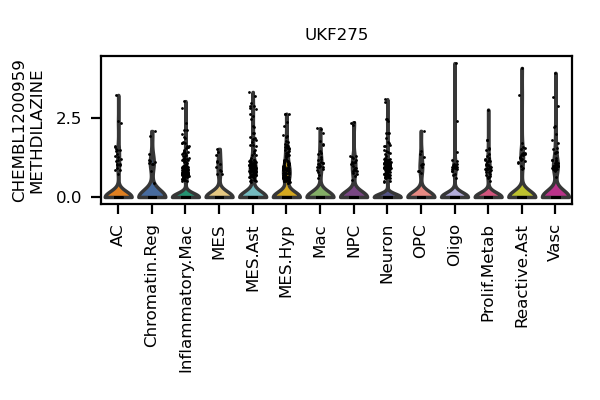 UKF275
CHEMBL1200959
METHDILAZINE
2.5
0.0
AC
Chromatin.Reg
Inflammatory.Mac
MES
MES.Ast
MES.Hyp
Mac
NPC
Neuron
OPC
Oligo
Prolif.Metab
Reactive.Ast
Vasc